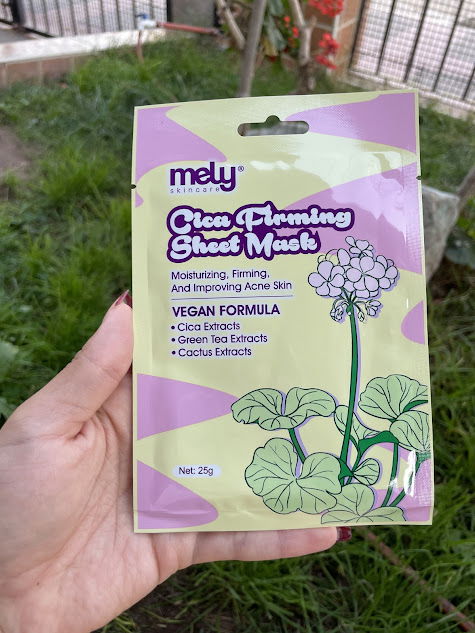 mely®
skincare
Cica Firming
Sheet Mask
Moisturizing, Firming,
And Improving Acne Skin
VEGAN FORMULA
• Cica Extracts
• Green Tea Extracts
• Cactus Extracts
Net: 25g